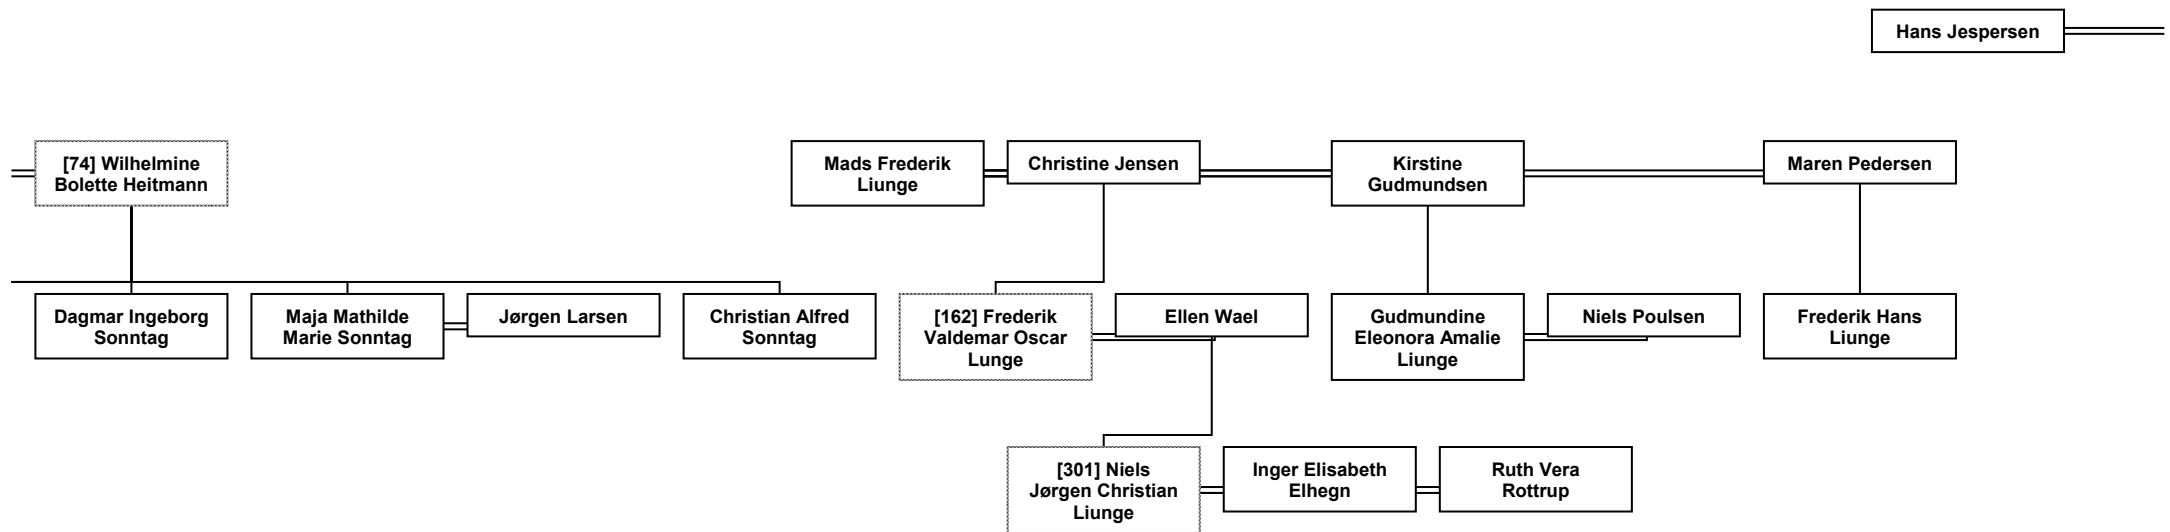 Hans Jespersen
[74] Wilhelmine
Bolette Heitmann
Mads Frederik
Liunge
Christine Jensen
Kirstine
Gudmundsen
Maren Pedersen
Dagmar Ingeborg
Sonntag
Maja Mathilde
Marie Sonntag
Jørgen Larsen
Christian Alfred
Sonntag
[162] Frederik
Valdemar Oscar
Lunge
Ellen Wael
Gudmundine
Eleonora Amalie
Liunge
Niels Poulsen
Frederik Hans
Liunge
[301] Niels
Jørgen Christian
Liunge
Inger Elisabeth
Elhegn
Ruth Vera
Rottrup